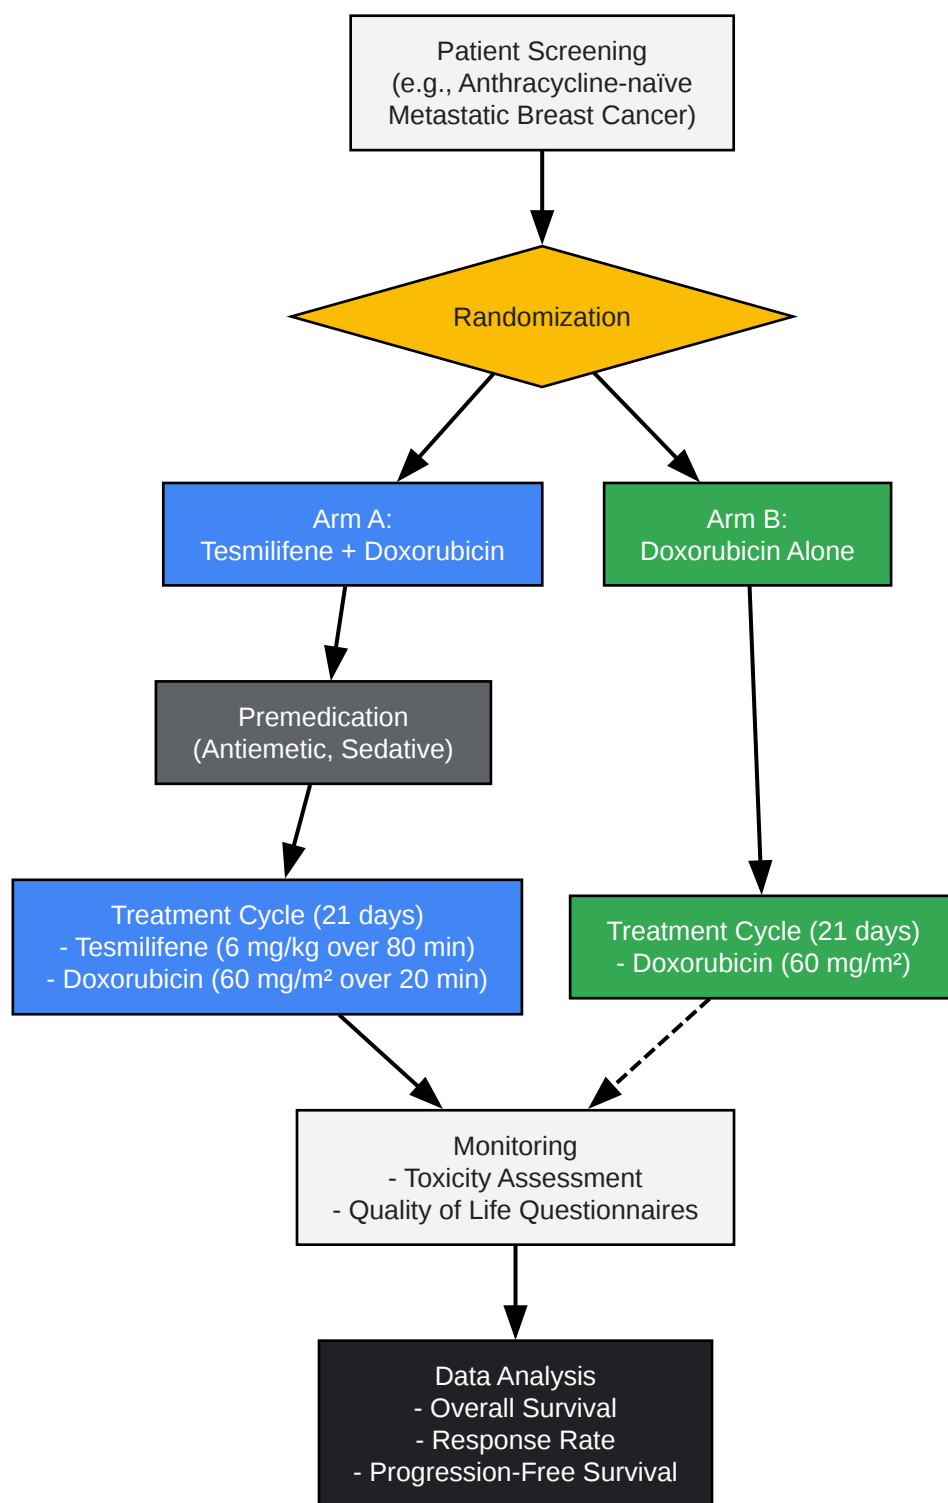 Patient Screening
(e.g., Anthracycline-naïve
Metastatic Breast Cancer)
Randomization
Arm A:
Tesmilifene + Doxorubicin
Arm B:
Doxorubicin Alone
Premedication
(Antiemetic, Sedative)
Treatment Cycle (21 days)
- Tesmilifene (6 mg/kg over 80 min)
- Doxorubicin (60 mg/m² over 20 min)
Treatment Cycle (21 days)
- Doxorubicin (60 mg/m²)
Monitoring
- Toxicity Assessment
- Quality of Life Questionnaires
Data Analysis
- Overall Survival
- Response Rate
- Progression-Free Survival